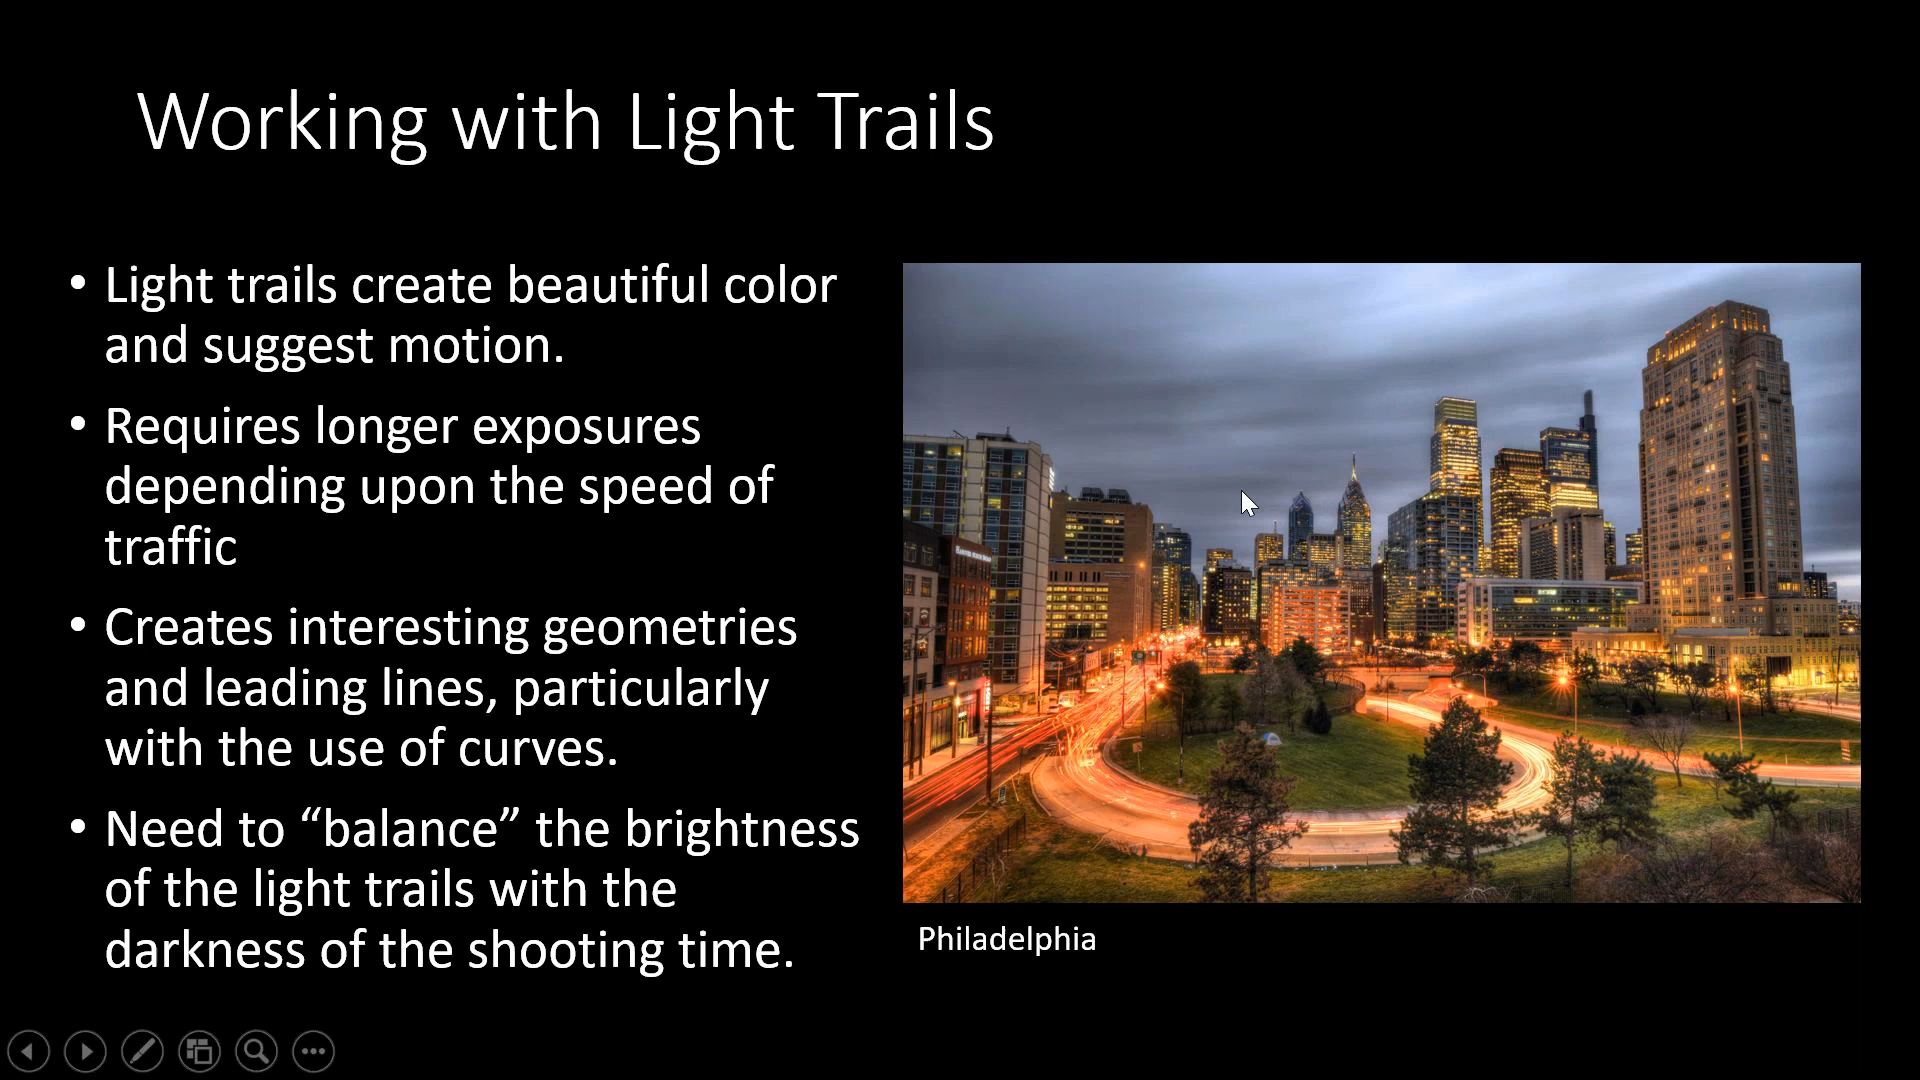 Working with Light Trails
• Light trails create beautiful color
and suggest motion.
• Requires longer exposures
depending upon the speed of
traffic
• Creates interesting geometries
and leading lines, particularly
with the use of curves.
• Need to “balance” the brightness
of the light trails with the
darkness of the shooting time.
Philadelphia